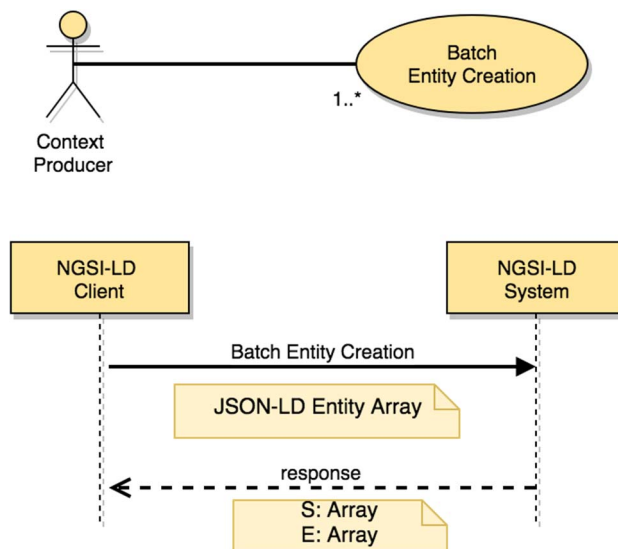 Batch
Entity Creation
1..*
Context
Producer
NGSI-LD
Client
NGSI-LD
System
Batch Entity Creation
JSON-LD Entity Array
response
S: Array
E: Array